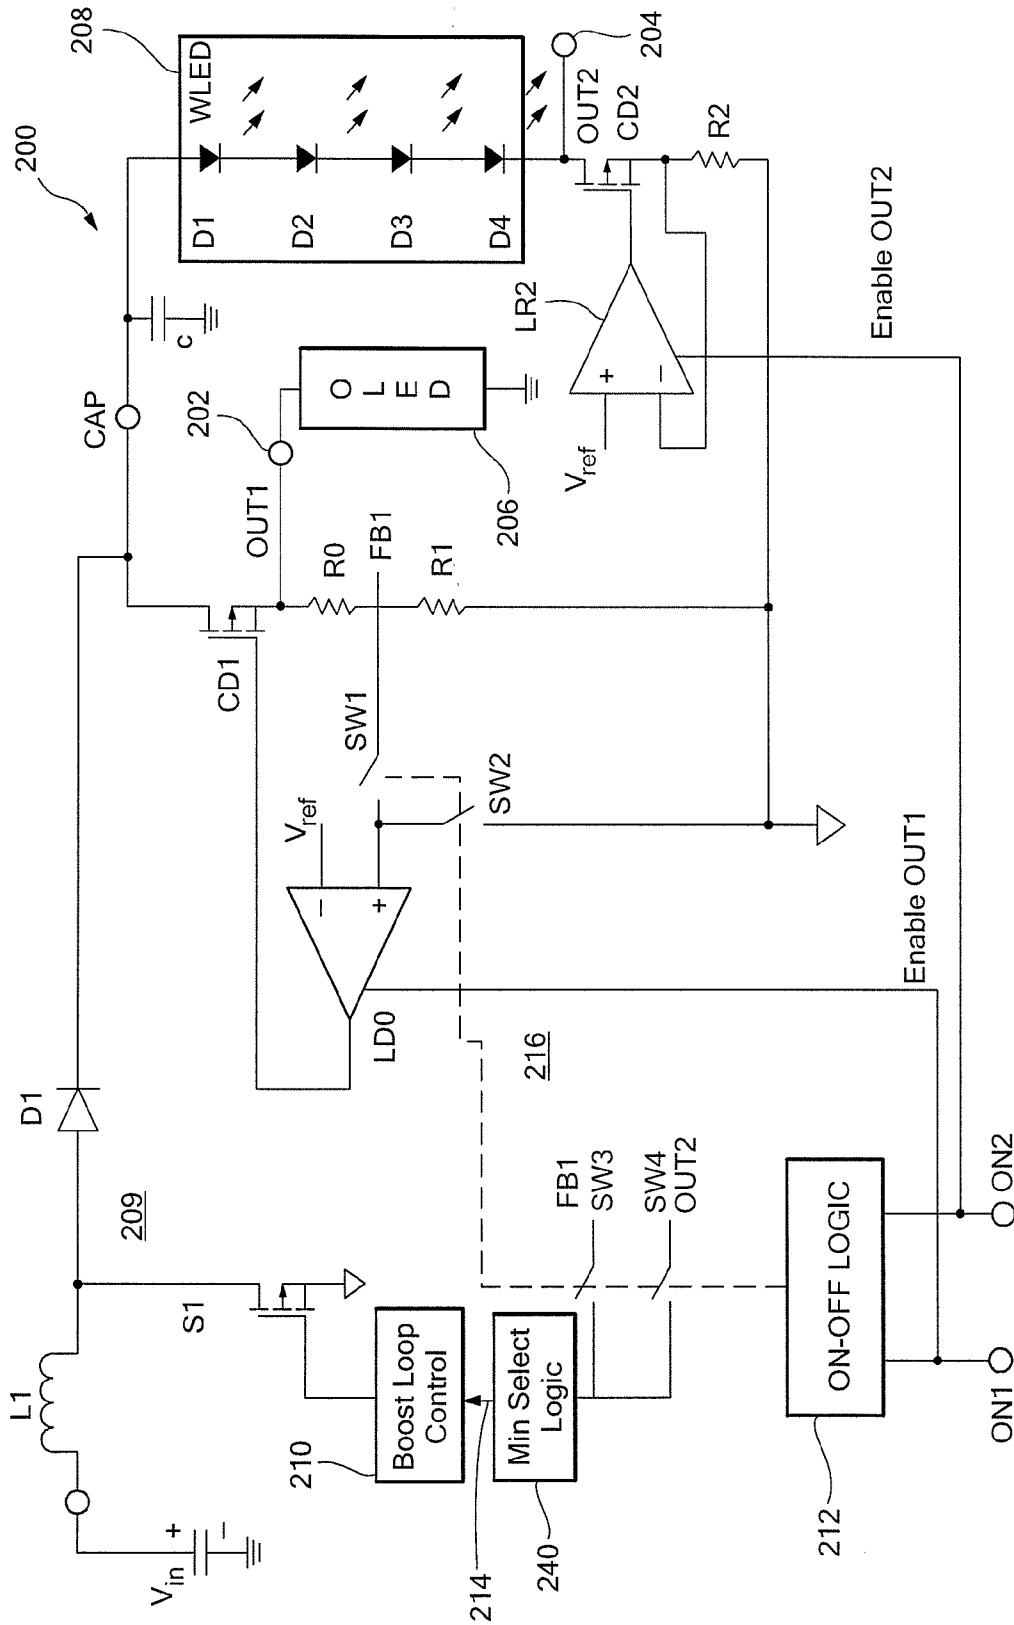 200
L1
Vin
+
−
209
D1
S1
210
Boost Loop
Control
214
Min Select
Logic
240
FB1
SW3
SW4
OUT2
212
ON-OFF LOGIC
ON1
ON2
216
LD0
Vref
−
+
SW1
SW2
CD1
OUT1
R0
FB1
R1
CAP
c
202
OLED
206
208
WLED
D1
D2
D3
D4
204
OUT2
CD2
R2
LR2
Vref
+
−
Enable OUT1
Enable OUT2